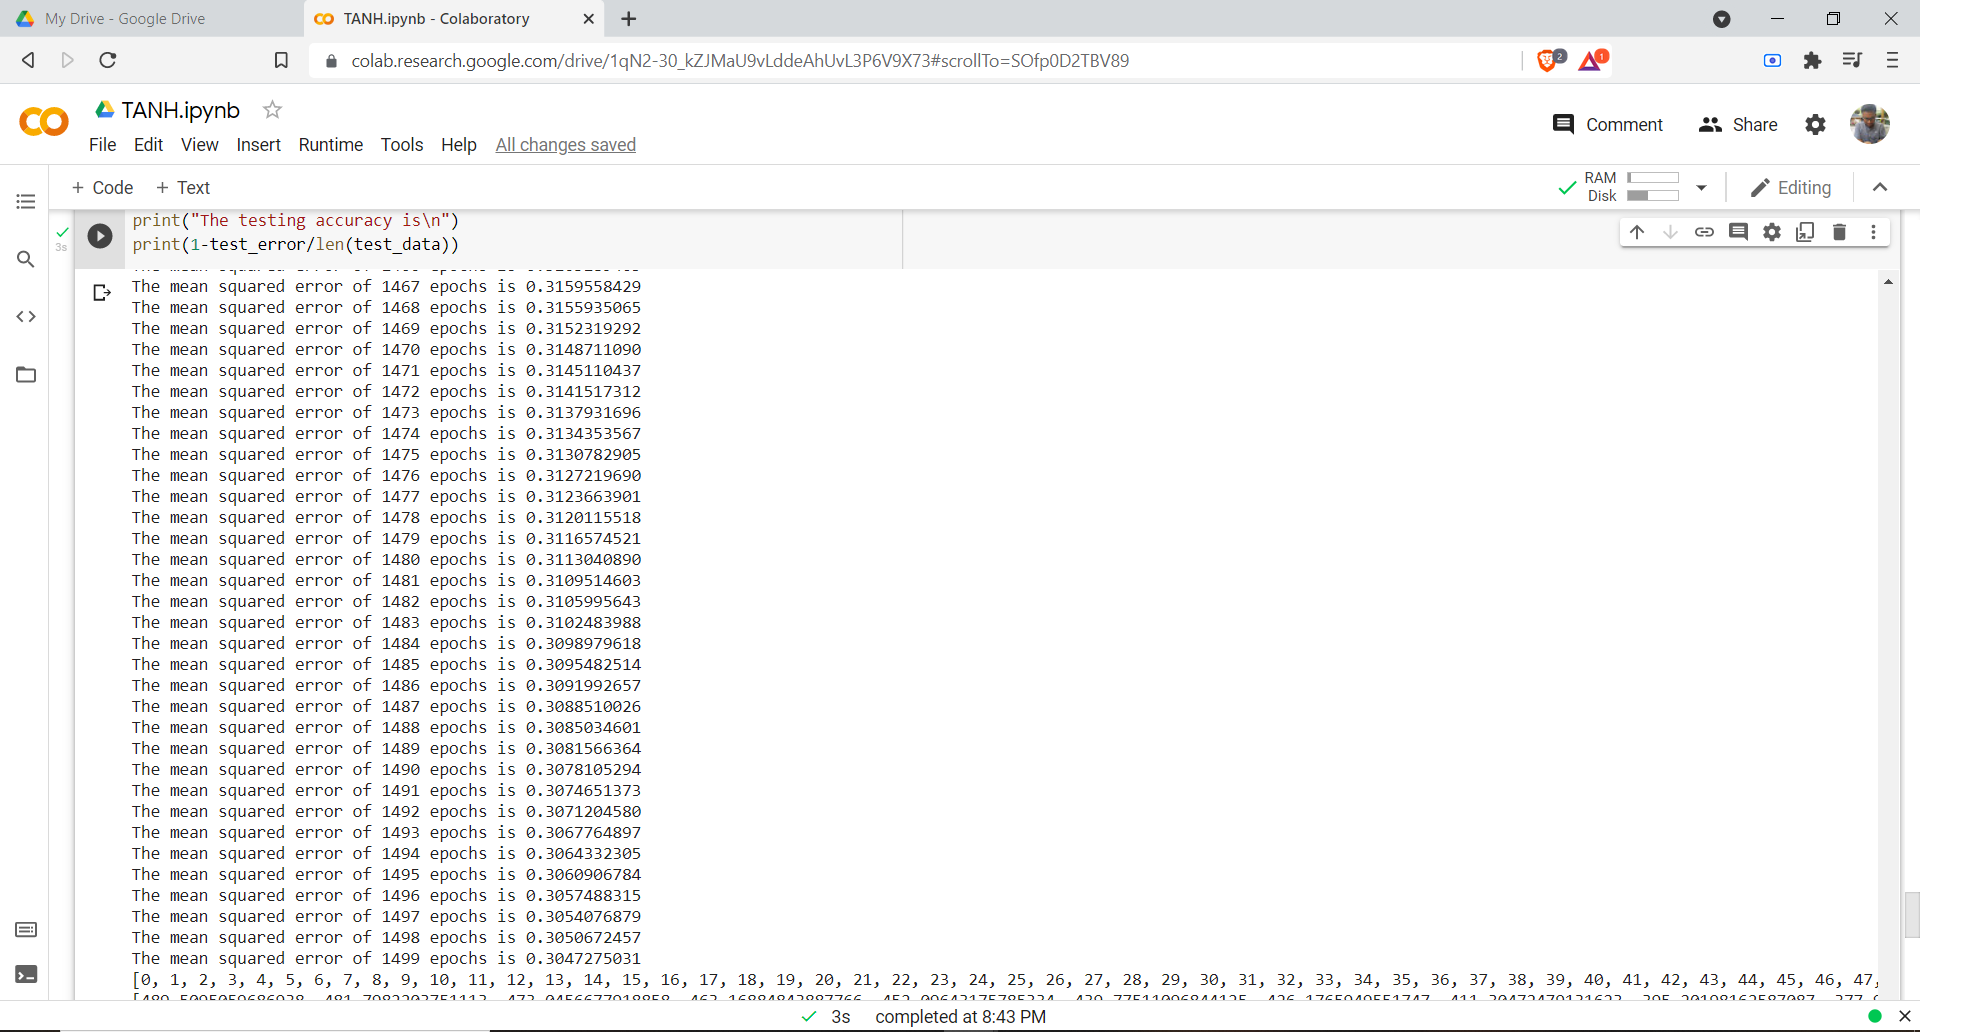 My Drive - Google Drive
TANH.ipynb - Colaboratory
colab.research.google.com/drive/1qN2-30_kZJMaU9vLddeAhUvL3P6V9X73#scrollTo=SOfp0D2TBV89
2
1
TANH.ipynb
File Edit View Insert Runtime Tools Help All changes saved
Comment
Share
+ Code + Text
RAM
Disk
Editing
3s
print("The testing accuracy is\n")
print(1-test_error/len(test_data))
The mean squared error of 1467 epochs is 0.3159558429
The mean squared error of 1468 epochs is 0.3155935065
The mean squared error of 1469 epochs is 0.3152319292
The mean squared error of 1470 epochs is 0.3148711090
The mean squared error of 1471 epochs is 0.3145110437
The mean squared error of 1472 epochs is 0.3141517312
The mean squared error of 1473 epochs is 0.3137931696
The mean squared error of 1474 epochs is 0.3134353567
The mean squared error of 1475 epochs is 0.3130782905
The mean squared error of 1476 epochs is 0.3127219690
The mean squared error of 1477 epochs is 0.3123663901
The mean squared error of 1478 epochs is 0.3120115518
The mean squared error of 1479 epochs is 0.3116574521
The mean squared error of 1480 epochs is 0.3113040890
The mean squared error of 1481 epochs is 0.3109514603
The mean squared error of 1482 epochs is 0.3105995643
The mean squared error of 1483 epochs is 0.3102483988
The mean squared error of 1484 epochs is 0.3098979618
The mean squared error of 1485 epochs is 0.3095482514
The mean squared error of 1486 epochs is 0.3091992657
The mean squared error of 1487 epochs is 0.3088510026
The mean squared error of 1488 epochs is 0.3085034601
The mean squared error of 1489 epochs is 0.3081566364
The mean squared error of 1490 epochs is 0.3078105294
The mean squared error of 1491 epochs is 0.3074651373
The mean squared error of 1492 epochs is 0.3071204580
The mean squared error of 1493 epochs is 0.3067764897
The mean squared error of 1494 epochs is 0.3064332305
The mean squared error of 1495 epochs is 0.3060906784
The mean squared error of 1496 epochs is 0.3057488315
The mean squared error of 1497 epochs is 0.3054076879
The mean squared error of 1498 epochs is 0.3050672457
The mean squared error of 1499 epochs is 0.3047275031
[0, 1, 2, 3, 4, 5, 6, 7, 8, 9, 10, 11, 12, 13, 14, 15, 16, 17, 18, 19, 20, 21, 22, 23, 24, 25, 26, 27, 28, 29, 30, 31, 32, 33, 34, 35, 36, 37, 38, 39, 40, 41, 42, 43, 44, 45, 46, 47,
3s completed at 8:43 PM